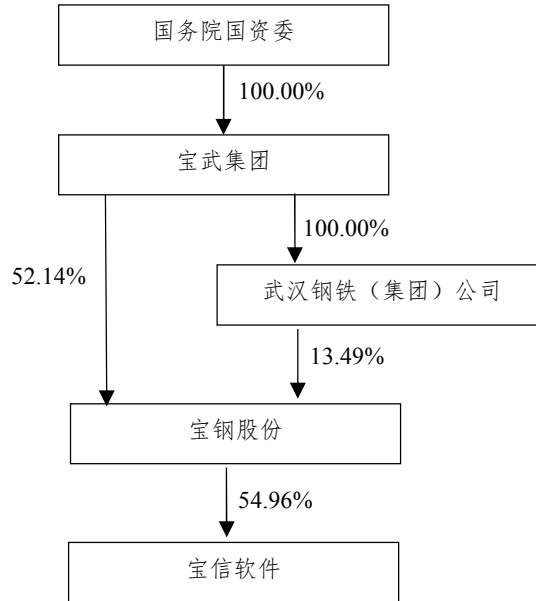 国务院国资委
100.00%
宝武集团
100.00%
52.14%
武汉钢铁（集团）公司
13.49%
宝钢股份
54.96%
宝信软件